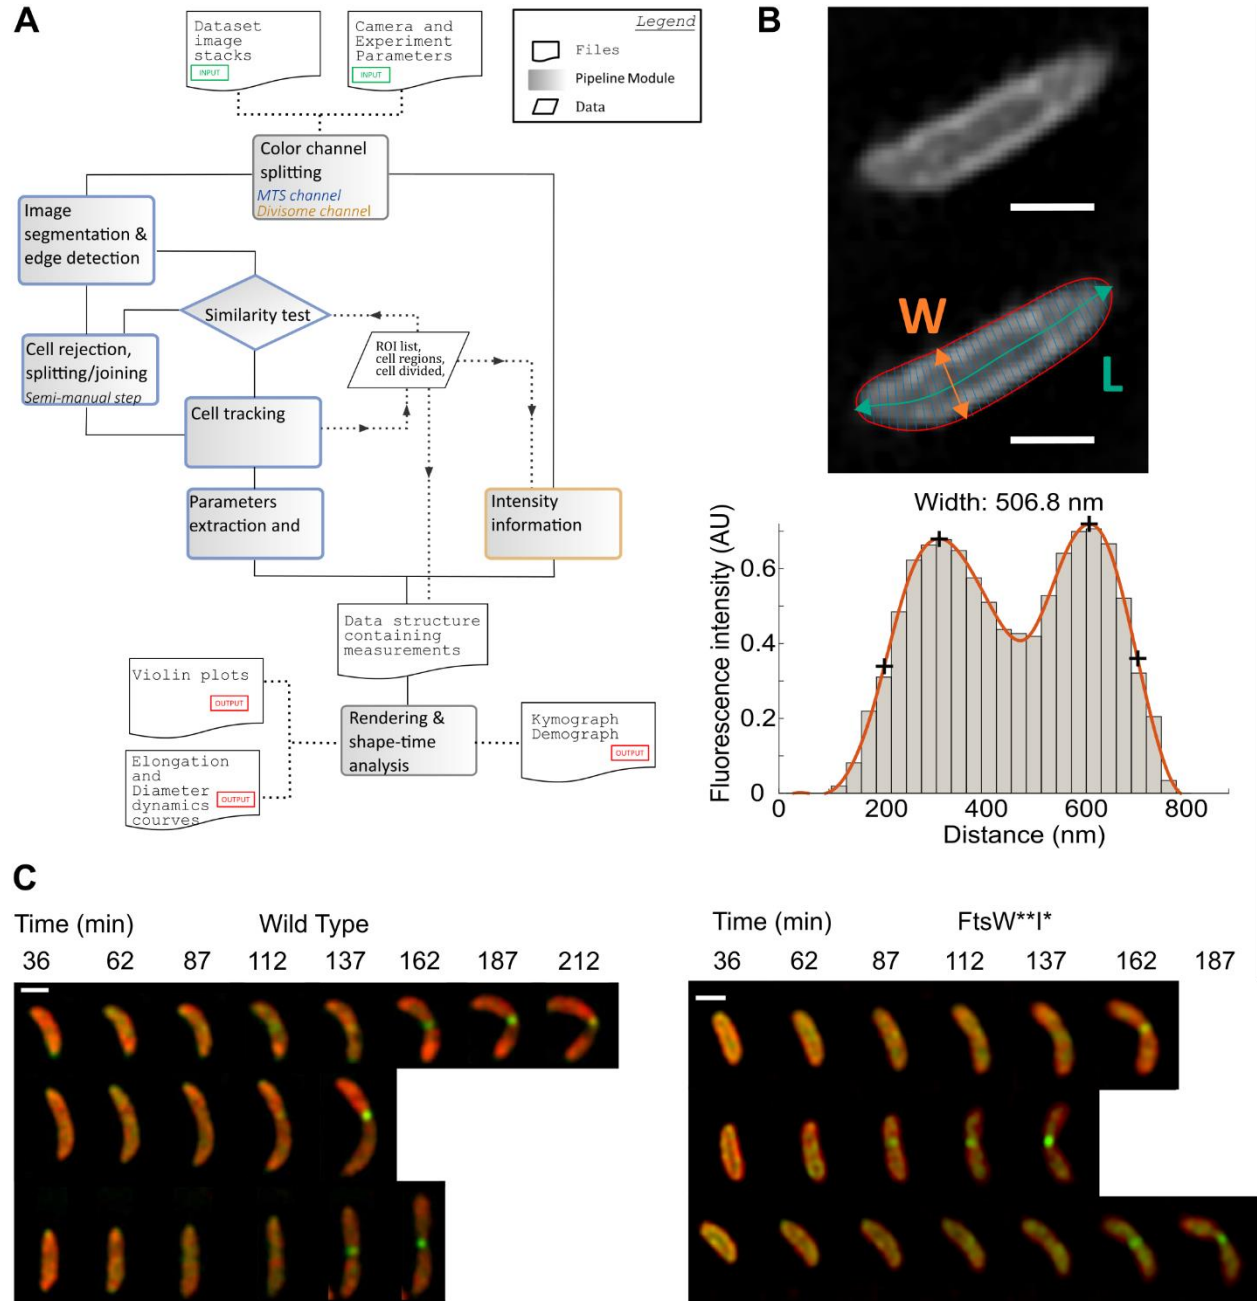 A
Dataset
image
stacks
INPUT
Camera and
Experiment
Parameters
INPUT
Legend
Files
Pipeline Module
Data
Color channel
splitting
MTS channel
Divisome channel
Image
segmentation &
edge detection
Similarity test
Cell rejection,
splitting/joining
Semi-manual step
ROI list,
cell regions,
cell divided,
Cell tracking
Parameters
extraction and
Intensity
information
Data structure
containing
measurements
Violin plots
OUTPUT
Elongation
and
Diameter
dynamics
courves
OUTPUT
Rendering &
shape-time
analysis
Kymograph
Demograph
OUTPUT
B
W
L
Width: 506.8 nm
Fluorescence intensity (AU)
0.6
0.4
0.2
0
0 200 400 600 800
Distance (nm)
C
Time (min) Wild Type
36 62 87 112 137 162 187 212
Time (min) FtsW**I*
36 62 87 112 137 162 187